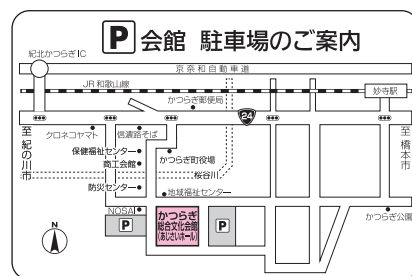 P 会館 駐車場のご案内
紀北かつらぎIC
京奈和自動車道
JR和歌山線
妙寺駅
かつらぎ郵便局
24
至 紀の川市
クロネコヤマト
信濃路そば
至 橋本市
保健福祉センター
かつらぎ町役場
商工会館
桜谷川
防災センター
地域福祉センター
NOSAI
かつらぎ
総合文化会館
(あじさいホール)
P
P
かつらぎ公園
N